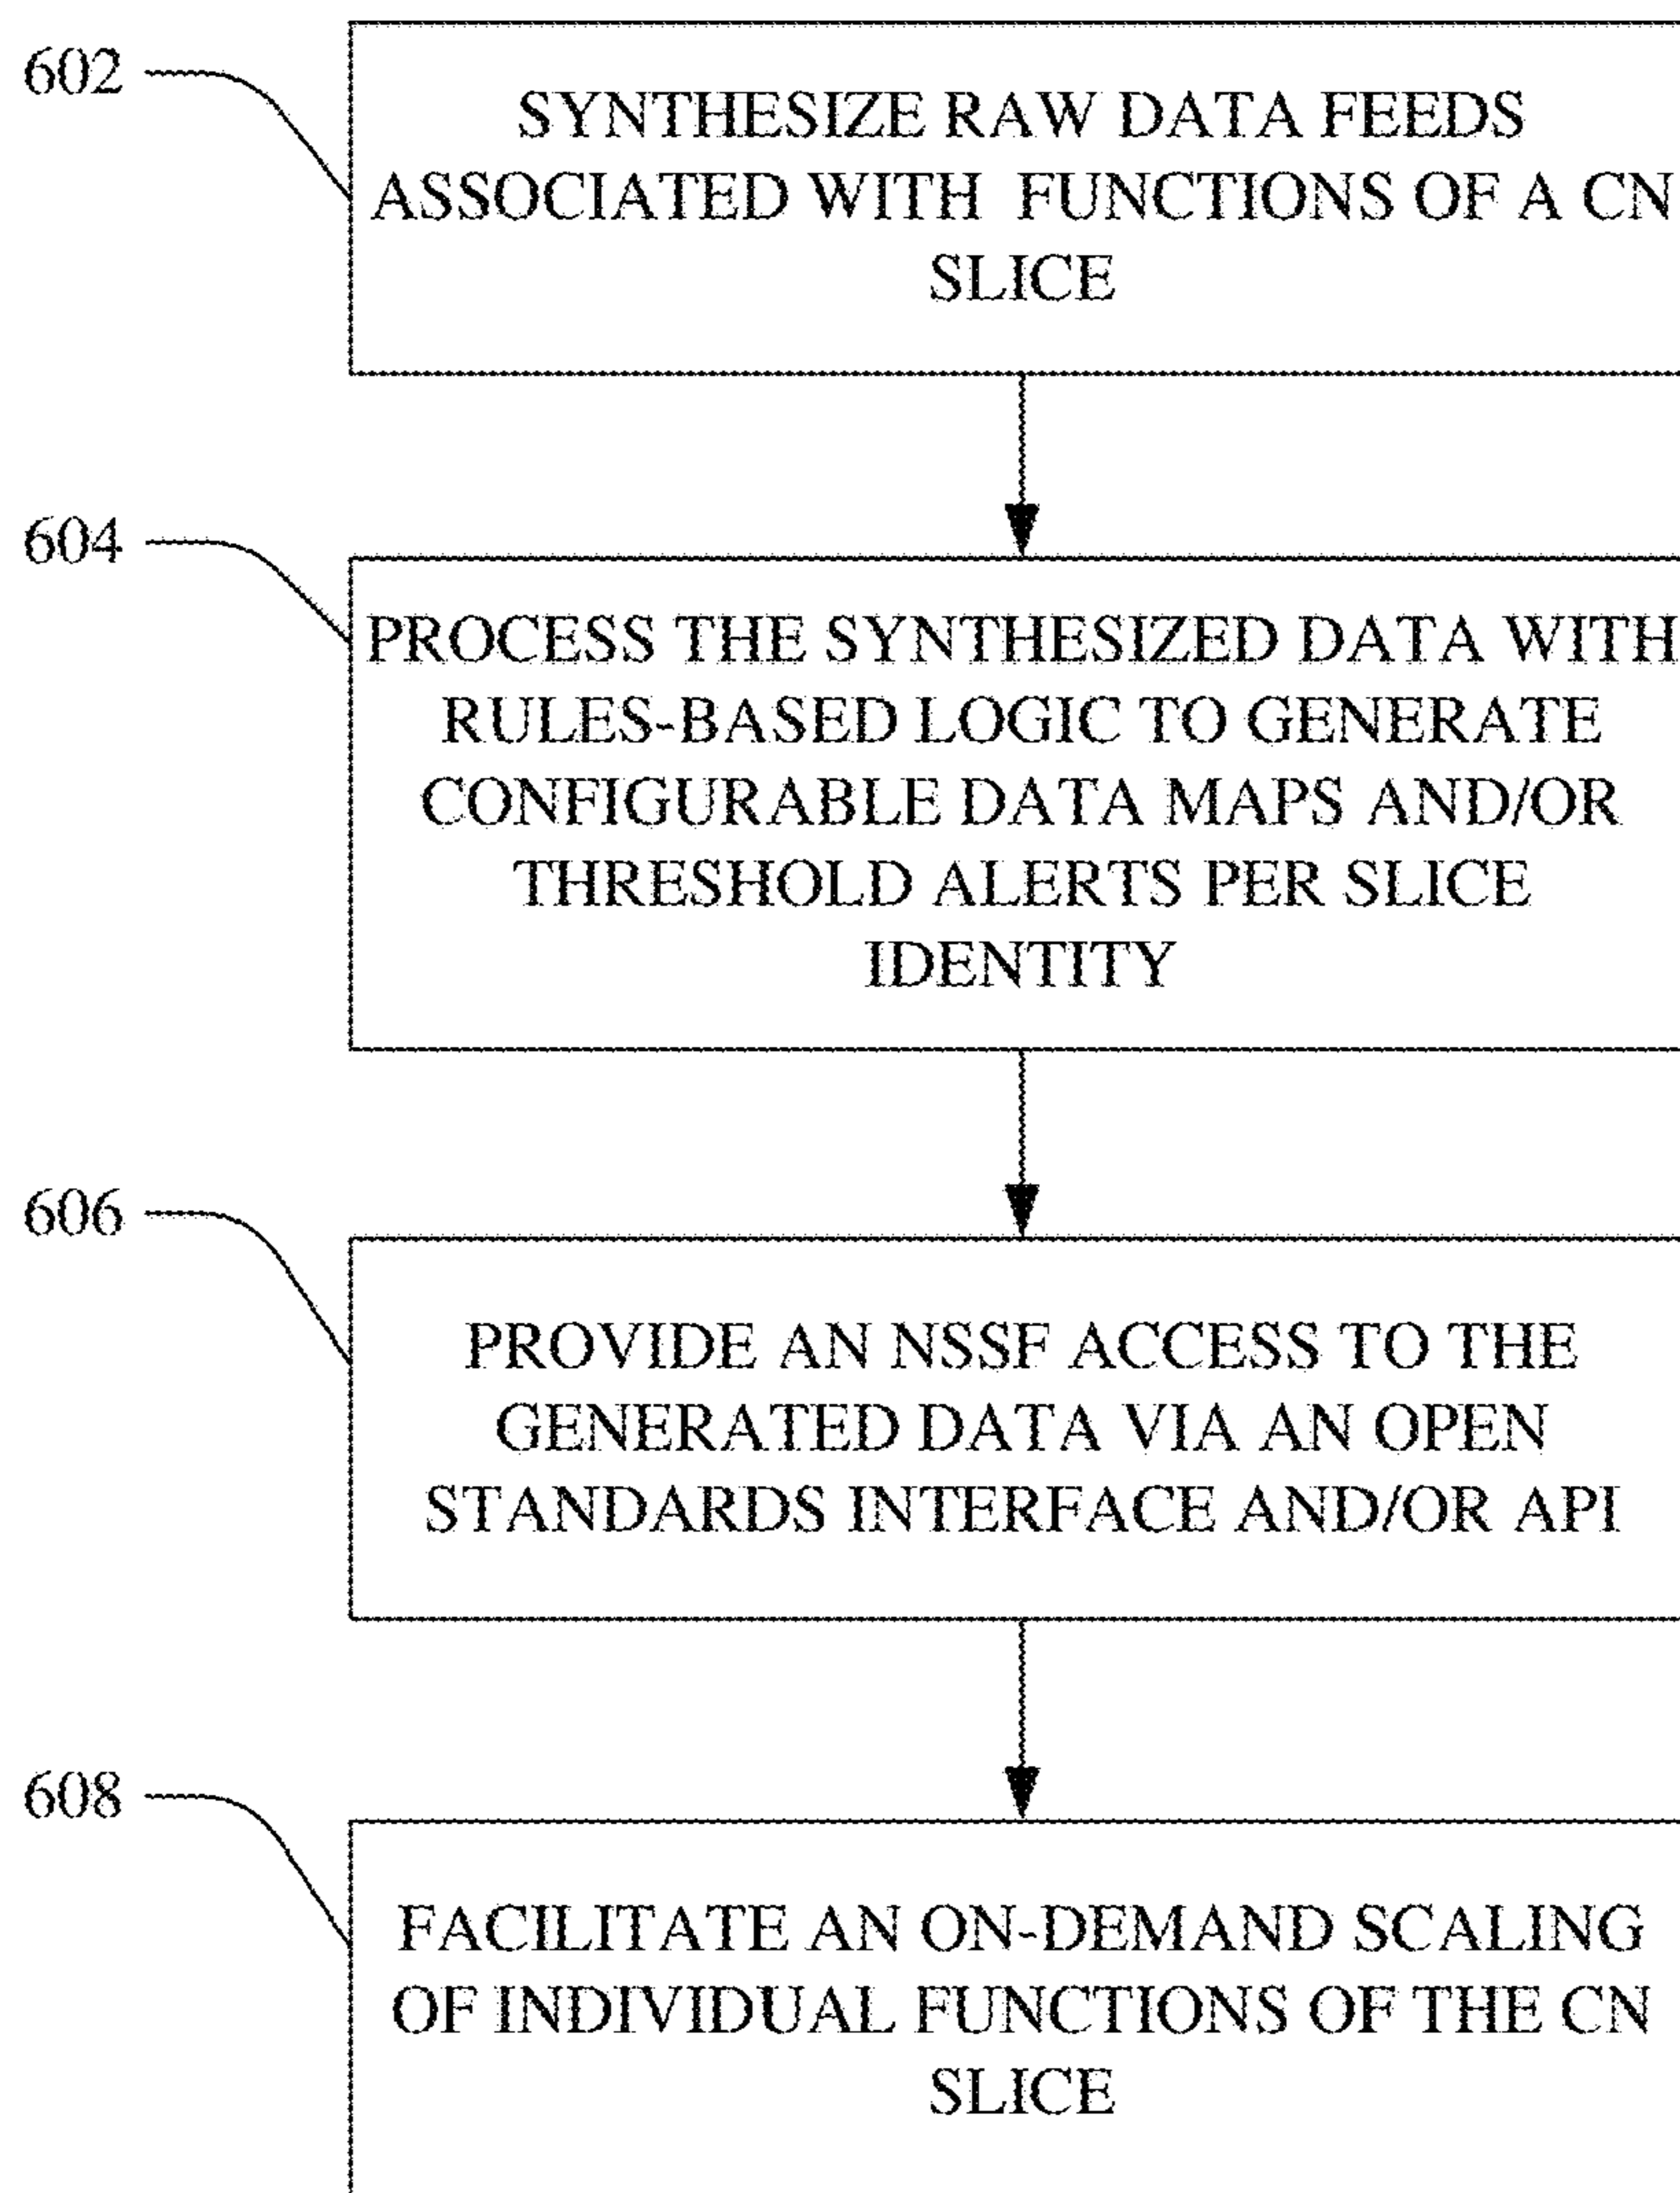 602
SYNTHESIZE RAW DATA FEEDS
ASSOCIATED WITH FUNCTIONS OF A CN
SLICE
604
PROCESS THE SYNTHESIZED DATA WITH
RULES-BASED LOGIC TO GENERATE
CONFIGURABLE DATA MAPS AND/OR
THRESHOLD ALERTS PER SLICE
IDENTITY
606
PROVIDE AN NSSF ACCESS TO THE
GENERATED DATA VIA AN OPEN
STANDARDS INTERFACE AND/OR API
608
FACILITATE AN ON-DEMAND SCALING
OF INDIVIDUAL FUNCTIONS OF THE CN
SLICE